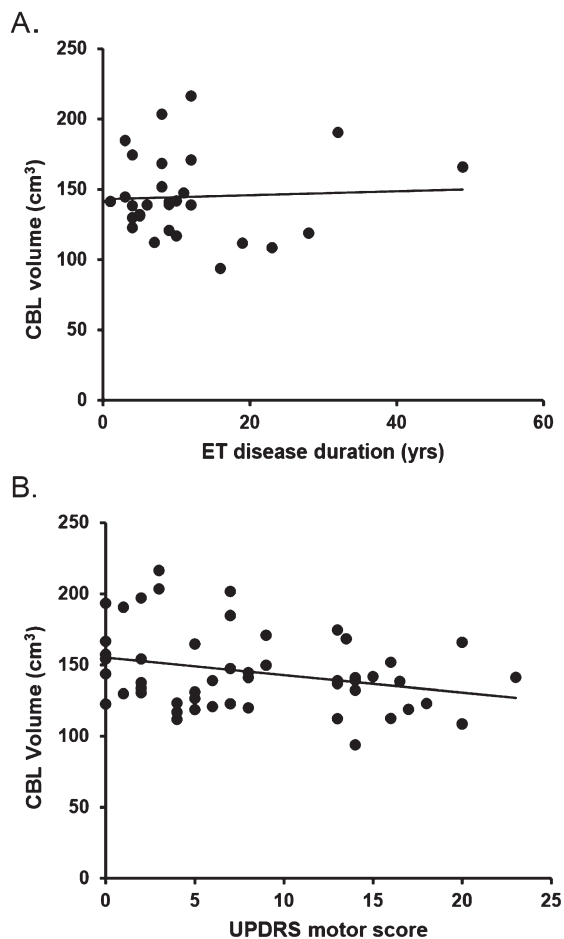 A.
250
200
150
100
50
0
0 20 40 60
CBL volume (cm³)
ET disease duration (yrs)
B.
250
200
150
100
50
0
0 5 10 15 20 25
CBL Volume (cm³)
UPDRS motor score